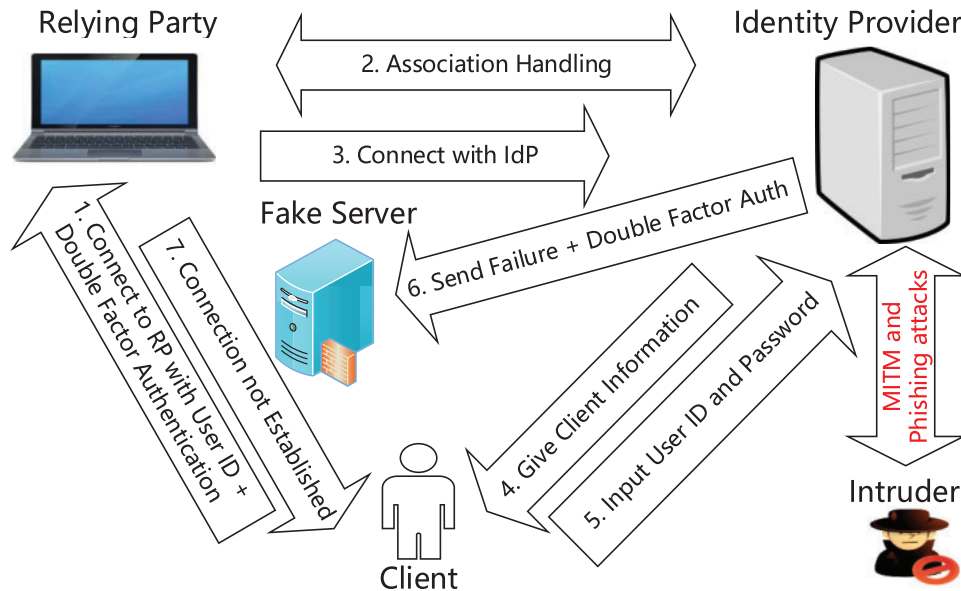 Relying Party
Identity Provider
2. Association Handling
3. Connect with IdP
Fake Server
6. Send Failure + Double Factor Auth
1. Connect to RP with User ID +
Double Factor Authentication
7. Connection not Established
4. Give Client Information
5. Input User ID and Password
MITM and
Phishing attacks
Intruder
Client